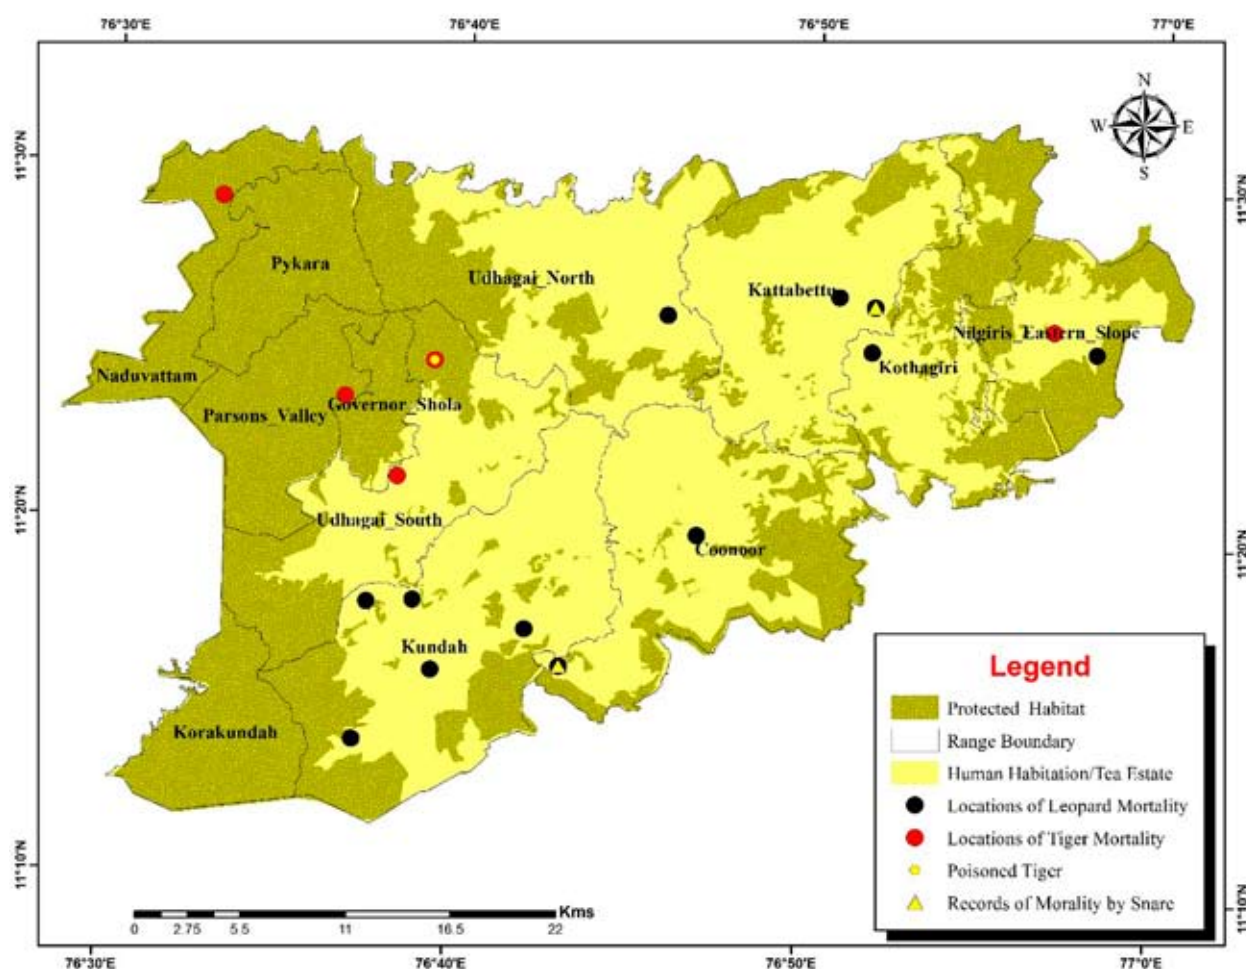 76°30'E 76°40'E 76°50'E 77°0'E
N
W E
S
11°30'N
11°30'N
Pykara
Udhagai_North
Kattabettu
Nilgiris_Eastern_Slope
Kothagiri
Naduvattam
Parsons_Valley
Governor_Shola
Udhagai_South
11°20'N
11°20'N
Coonoor
Kundah
Korakundah
Legend
Protected Habitat
Range Boundary
Human Habitation/Tea Estate
Locations of Leopard Mortality
Locations of Tiger Mortality
Poisoned Tiger
Records of Morality by Snare
11°10'N
11°10'N
Kms
0 2.75 5.5 11 16.5 22
76°30'E 76°40'E 76°50'E 77°0'E